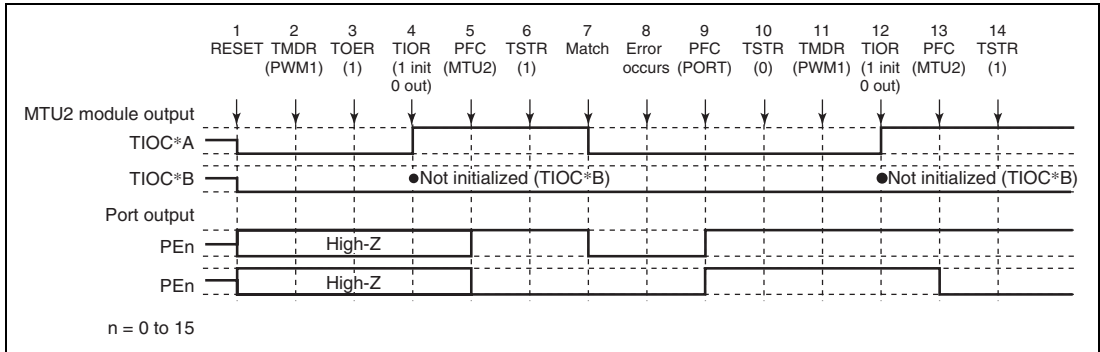 1 2 3 4 5 6 7 8 9 10 11 12 13 14
RESET TMDR TOER TIOR PFC TSTR Match Error PFC TSTR TMDR TIOR PFC TSTR
(PWM1) (1) (1 init (MTU2) (1) occurs (PORT) (0) (PWM1) (1 init (MTU2) (1)
0 out) 0 out)
MTU2 module output
TIOC*A
TIOC*B ●Not initialized (TIOC*B) ●Not initialized (TIOC*B)
Port output
PEn High-Z
PEn High-Z
n = 0 to 15